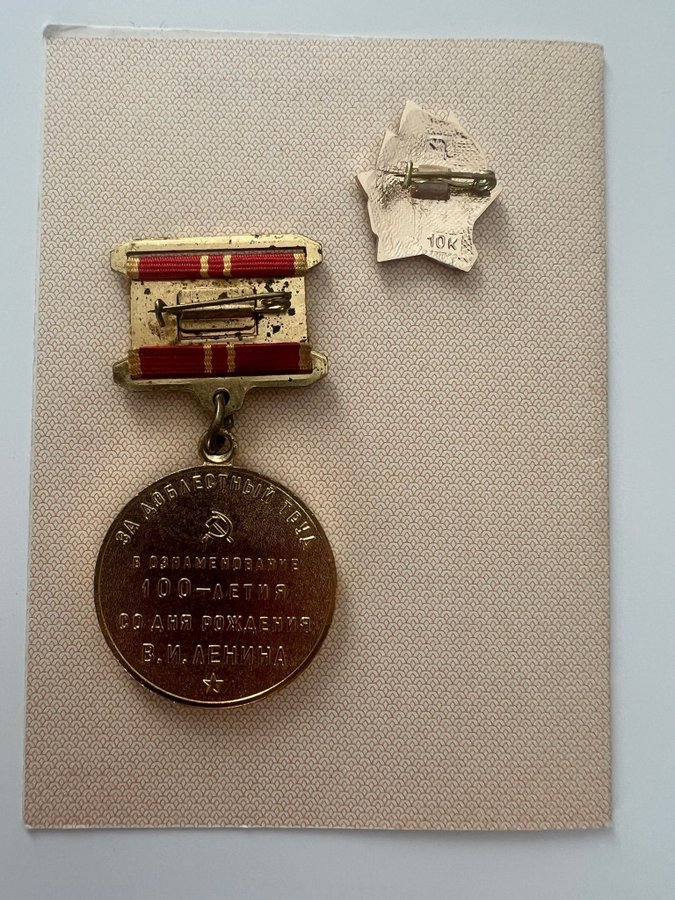 10К
ЗА ДОБЛЕСТНЫЙ ТРУД
В ОЗНАМЕНОВАНИЕ
100-ЛЕТИЯ
СО ДНЯ РОЖДЕНИЯ
В. И. ЛЕНИНА